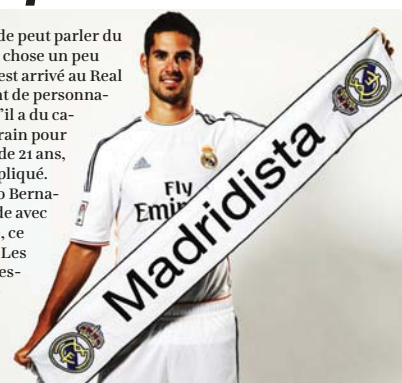 de peut parler du
chose un peu
est arrivé au Real
nt de personna-
'il a du ca-
rain pour
de 21 ans,
pliqué.
o Berna-
de avec
, ce
Les
es-
Fly
Emir
Madridista